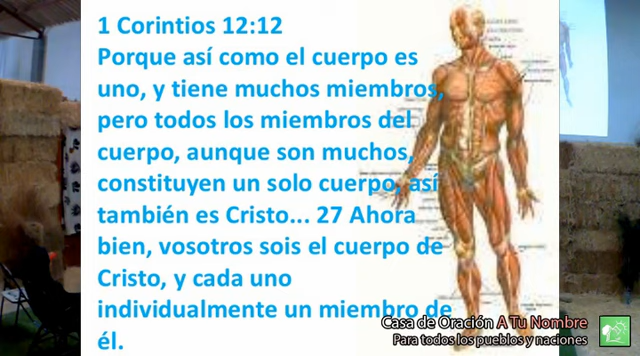 1 Corintios 12:12
Porque así como el cuerpo es
uno, y tiene muchos miembros,
pero todos los miembros del
cuerpo, aunque son muchos,
constituyen un solo cuerpo, así
también es Cristo... 27 Ahora
bien, vosotros sois el cuerpo de
Cristo, y cada uno
individualmente un miembro de
él.
Casa de Oración A Tu Nombre
Para todos los pueblos y naciones